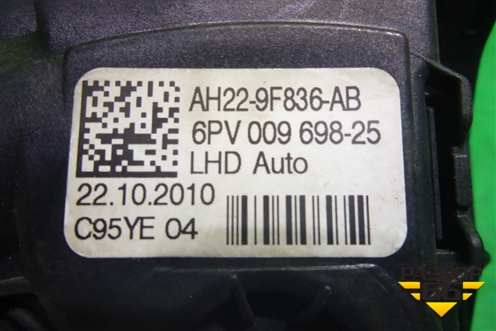 AH22-9F836-AB
6PV 009 698-25
LHD Auto
22.10.2010
C95YE 04